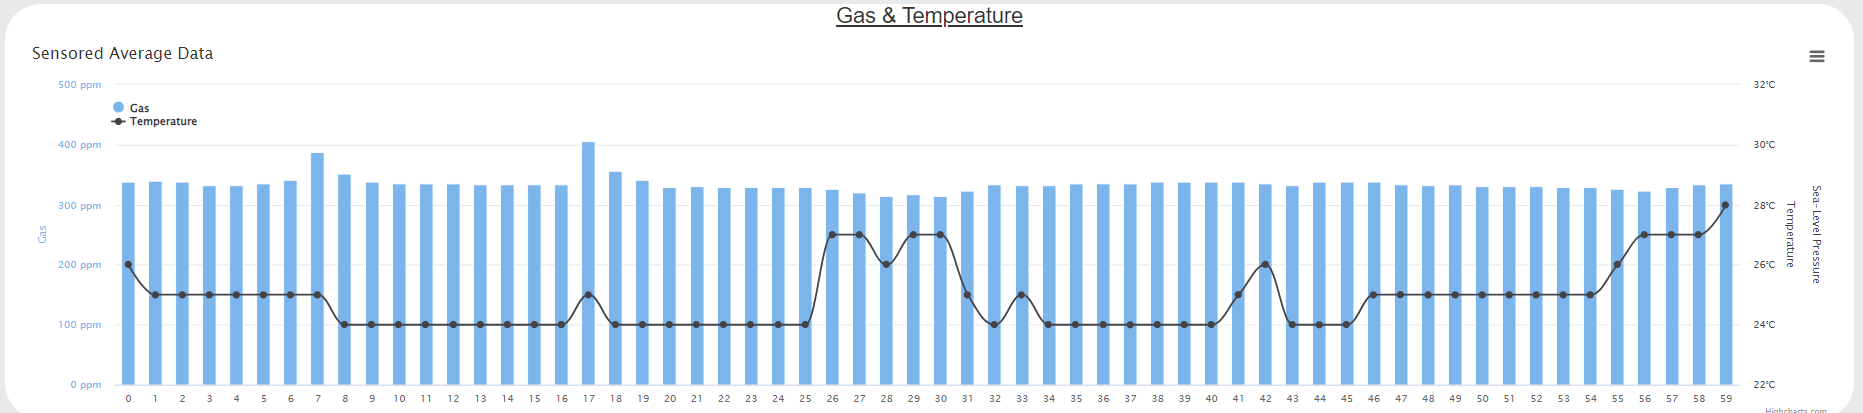 Gas & Temperature
Sensored Average Data
500 ppm
400 ppm
300 ppm
200 ppm
100 ppm
0 ppm
Gas
Gas
Temperature
32°C
30°C
28°C
26°C
24°C
22°C
Temperature
Sea-Level Pressure
0 1 2 3 4 5 6 7 8 9 10 11 12 13 14 15 16 17 18 19 20 21 22 23 24 25 26 27 28 29 30 31 32 33 34 35 36 37 38 39 40 41 42 43 44 45 46 47 48 49 50 51 52 53 54 55 56 57 58 59
Highcharts.com